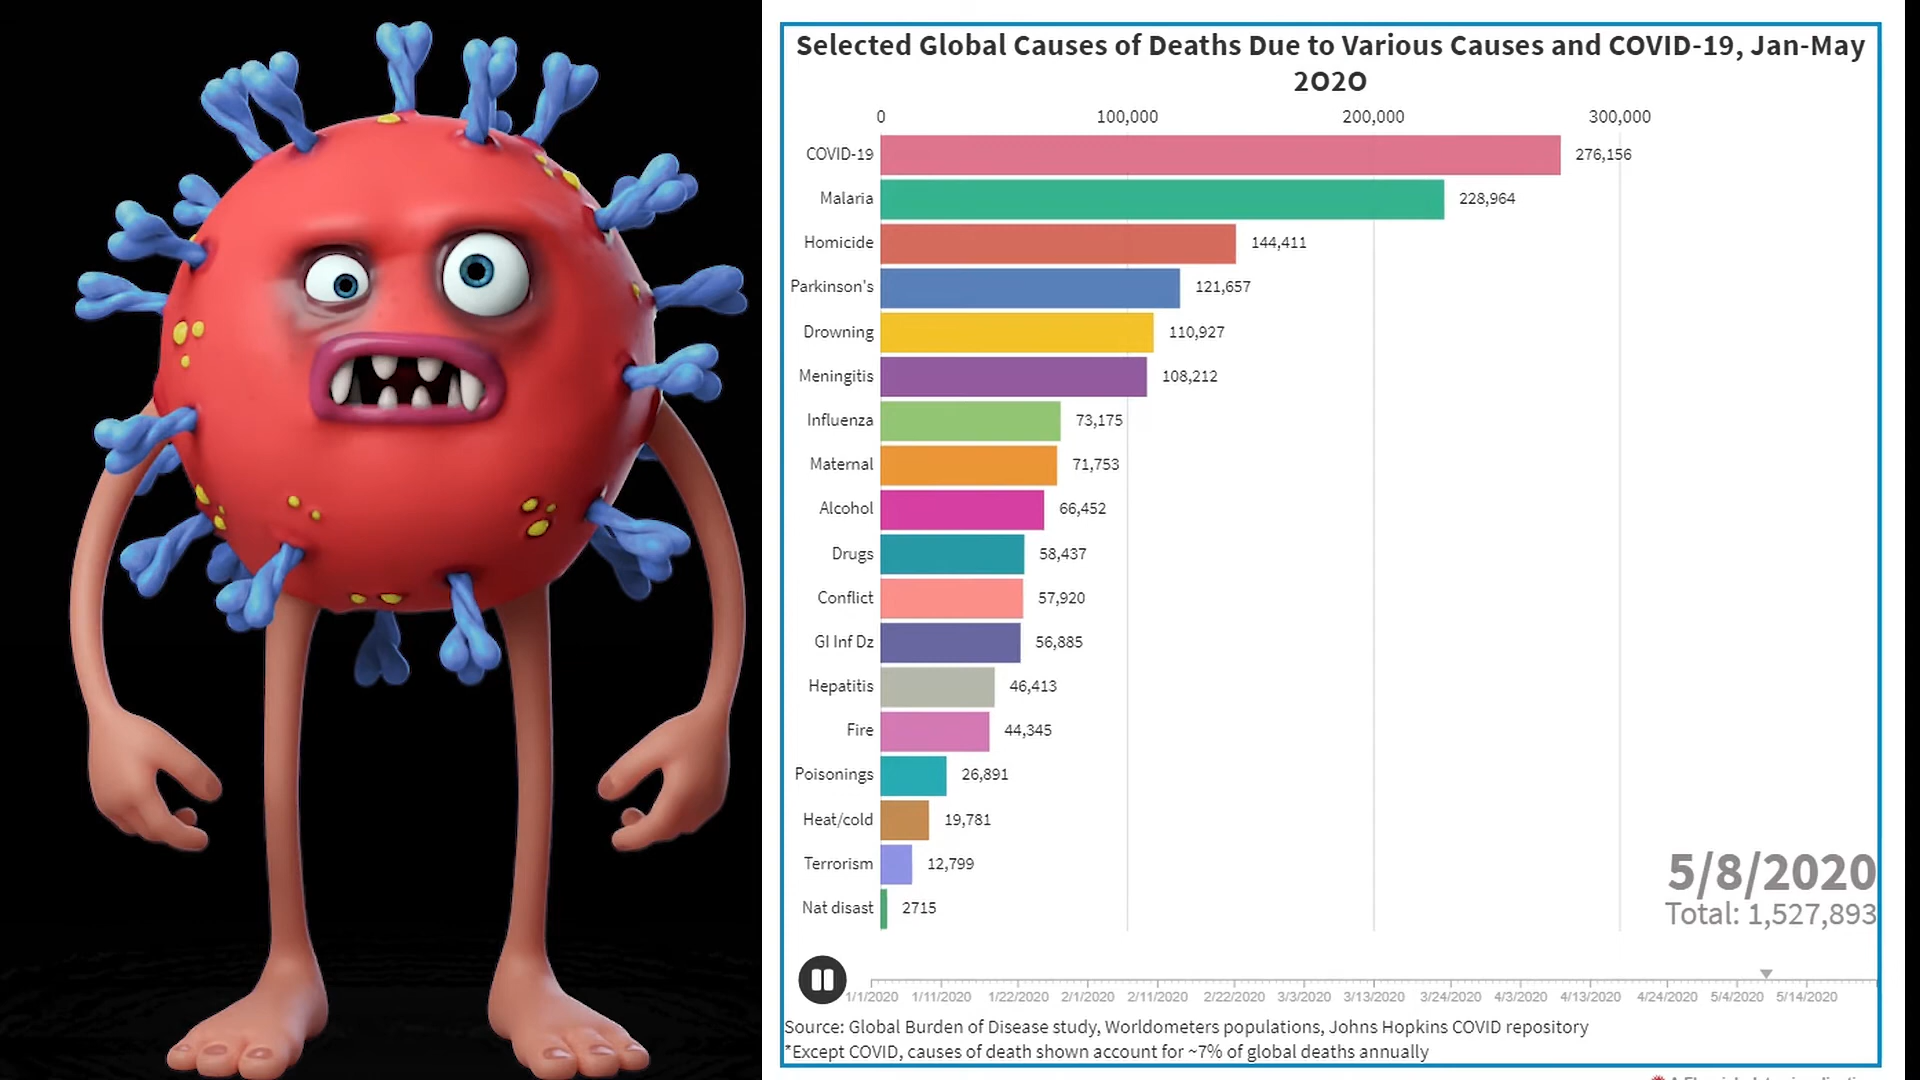 Selected Global Causes of Deaths Due to Various Causes and COVID-19, Jan-May
2020
0 100,000 200,000 300,000
COVID-19 276,156
Malaria 228,964
Homicide 144,411
Parkinson's 121,657
Drowning 110,927
Meningitis 108,212
Influenza 73,175
Maternal 71,753
Alcohol 66,452
Drugs 58,437
Conflict 57,920
GI Inf Dz 56,885
Hepatitis 46,413
Fire 44,345
Poisonings 26,891
Heat/cold 19,781
Terrorism 12,799
Nat disast 2715
5/8/2020
Total: 1,527,893
1/1/2020 1/11/2020 1/22/2020 2/1/2020 2/11/2020 2/22/2020 3/3/2020 3/13/2020 3/24/2020 4/3/2020 4/13/2020 4/24/2020 5/4/2020 5/14/2020
Source: Global Burden of Disease study, Worldometers populations, Johns Hopkins COVID repository
*Except COVID, causes of death shown account for ~7% of global deaths annually